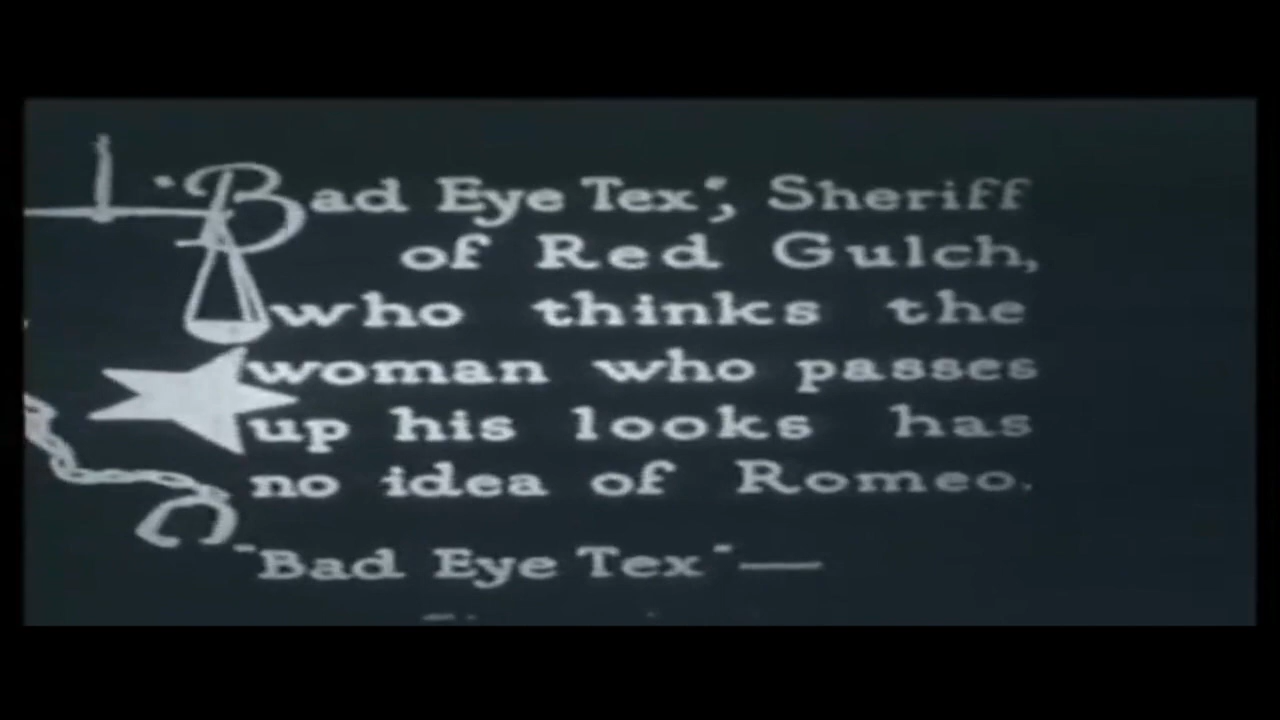 "Bad Eye Tex", Sheriff
of Red Gulch,
who thinks the
woman who passes
up his looks has
no idea of Romeo.
"Bad Eye Tex"—